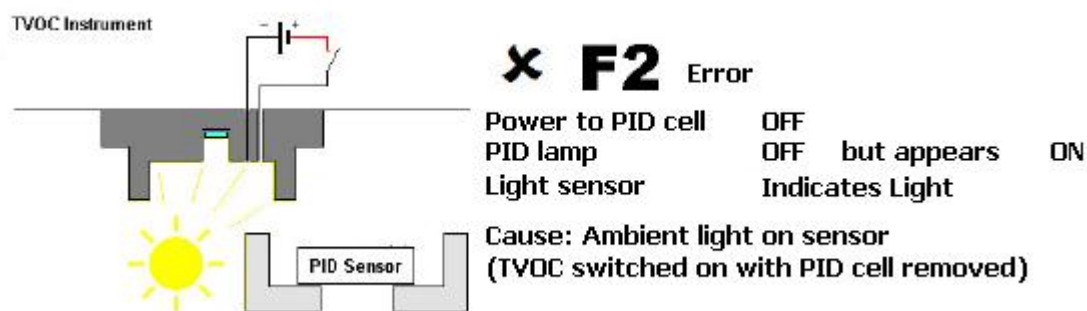 TVOC Instrument
- +
✘ F2 Error
Power to PID cell OFF
PID lamp OFF but appears ON
Light sensor Indicates Light
Cause: Ambient light on sensor
(TVOC switched on with PID cell removed)
PID Sensor